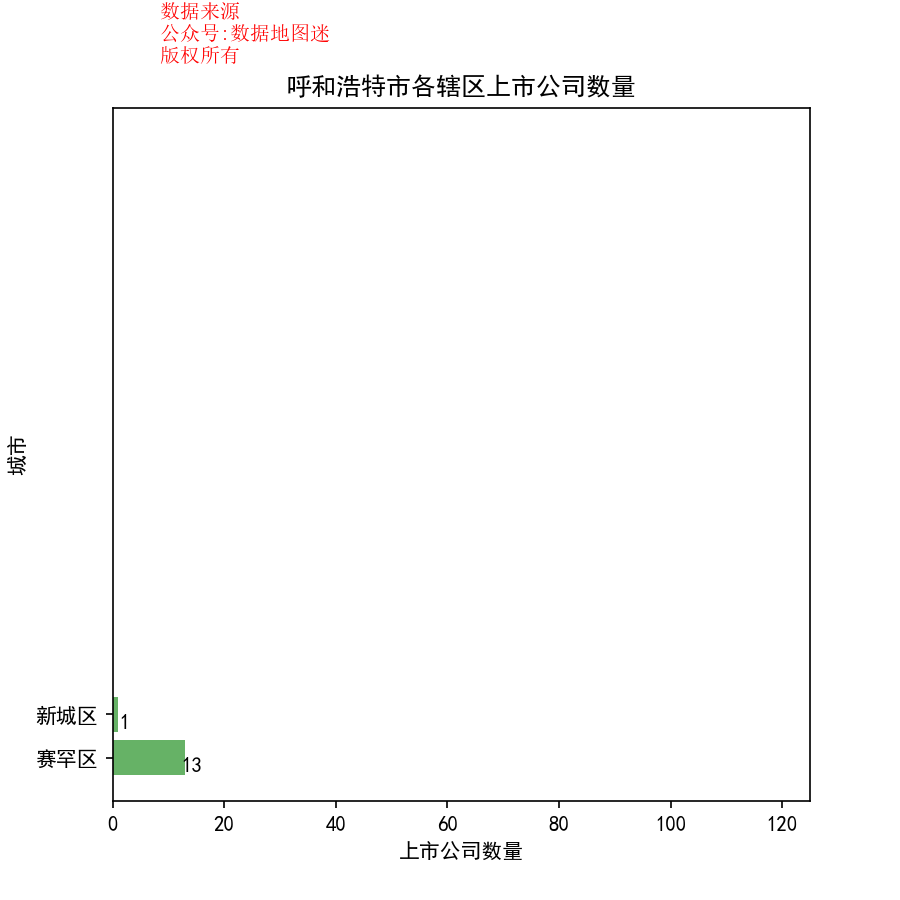 数据来源
公众号:数据地图迷
版权所有
呼和浩特市各辖区上市公司数量
城市
新城区
1
赛罕区
13
0 20 40 60 80 100 120
上市公司数量